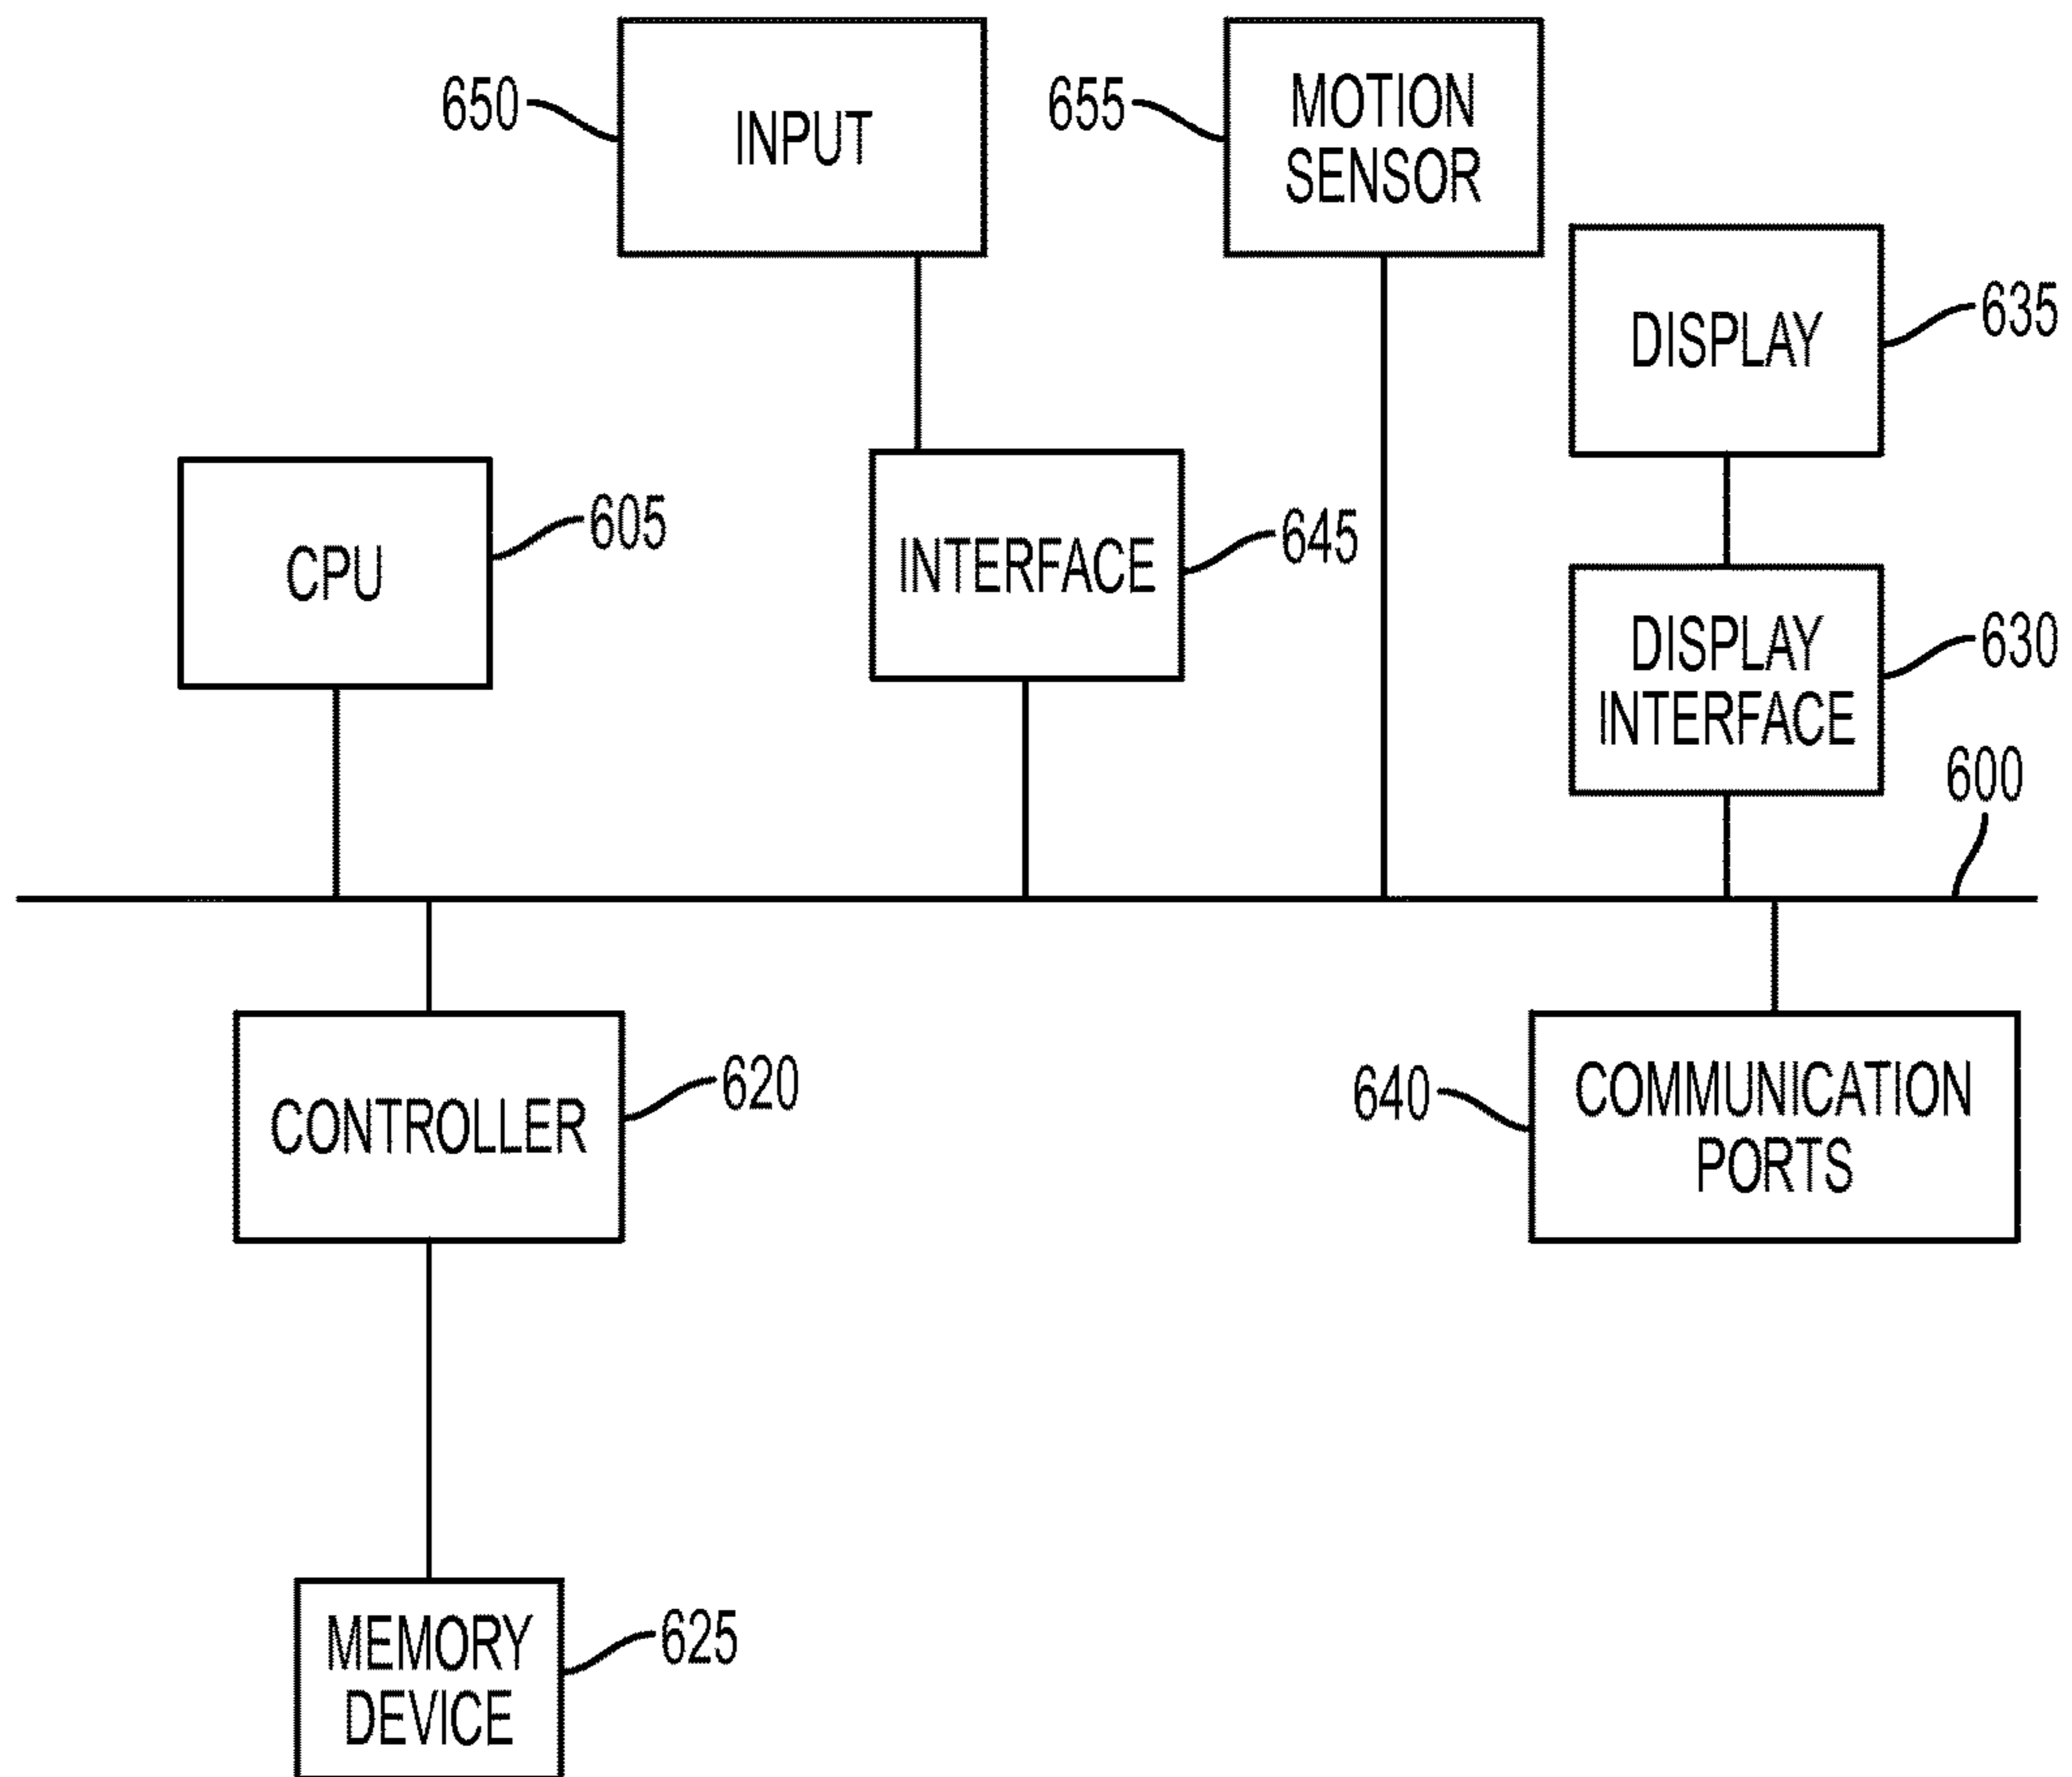 650
INPUT
655
MOTION
SENSOR
DISPLAY
635
CPU
605
INTERFACE
645
DISPLAY
INTERFACE
630
600
CONTROLLER
620
640
COMMUNICATION
PORTS
MEMORY
DEVICE
625